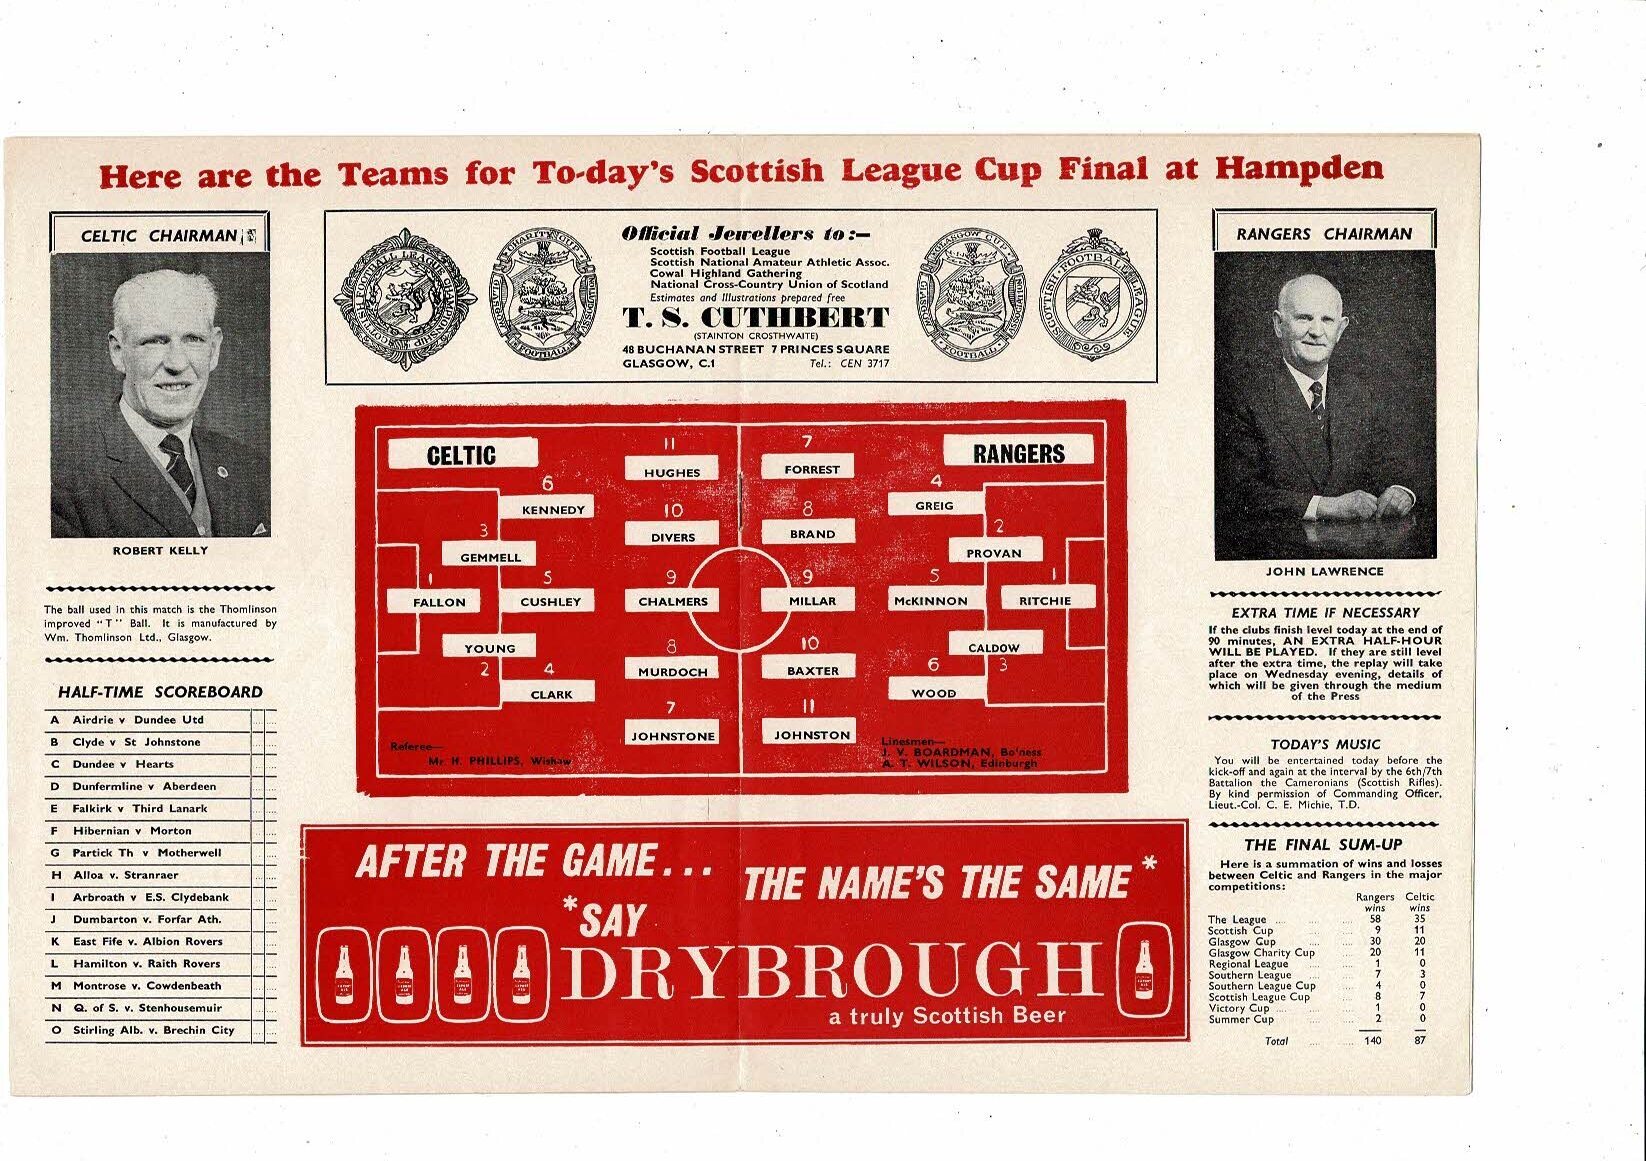 Here are the Teams for To-day's Scottish League Cup Final at Hampden
CELTIC CHAIRMAN
ROBERT KELLY
The ball used in this match is the Thomlinson
improved "T" Ball. It is manufactured by
Wm. Thomlinson Ltd., Glasgow.
HALF-TIME SCOREBOARD
A Airdrie v Dundee Utd
B Clyde v St Johnstone
C Dundee v Hearts
D Dunfermline v Aberdeen
E Falkirk v Third Lanark
F Hibernian v Morton
G Partick Th v Motherwell
H Alloa v. Stranraer
I Arbroath v E.S. Clydebank
J Dumbarton v. Forfar Ath.
K East Fife v. Albion Rovers
L Hamilton v. Raith Rovers
M Montrose v. Cowdenbeath
N Q. of S. v. Stenhousemuir
O Stirling Alb. v. Brechin City
SCOTTISH FOOTBALL LEAGUE CHAMPIONSHIP
GLASGOW CHARITY CUP
FOOTBALL ASSOCIATION
Official Jewellers to :—
Scottish Football League
Scottish National Amateur Athletic Assoc.
Cowal Highland Gathering
National Cross-Country Union of Scotland
Estimates and Illustrations prepared free
T. S. CUTHBERT
(STAINTON CROSTHWAITE)
48 BUCHANAN STREET 7 PRINCES SQUARE
GLASGOW, C.1 Tel.: CEN 3717
GLASGOW CUP
GLASGOW FOOTBALL ASSOCIATION
SCOTTISH FOOTBALL LEAGUE
CELTIC
RANGERS
11
HUGHES
7
FORREST
6
KENNEDY
4
GREIG
10
DIVERS
8
BRAND
3
GEMMELL
2
PROVAN
1
FALLON
5
CUSHLEY
9
CHALMERS
9
MILLAR
5
McKINNON
1
RITCHIE
YOUNG
2
8
MURDOCH
10
BAXTER
CALDOW
3
4
CLARK
6
WOOD
7
JOHNSTONE
11
JOHNSTON
Referee—
Mr. H. PHILLIPS, Wishaw
Linesmen—
J. V. BOARDMAN, Bo'ness
A. T. WILSON, Edinburgh
AFTER THE GAME...
THE NAME'S THE SAME*
*SAY
DRYBROUGH
a truly Scottish Beer
RANGERS CHAIRMAN
JOHN LAWRENCE
EXTRA TIME IF NECESSARY
If the clubs finish level today at the end of
90 minutes, AN EXTRA HALF-HOUR
WILL BE PLAYED. If they are still level
after the extra time, the replay will take
place on Wednesday evening, details of
which will be given through the medium
of the Press
TODAY'S MUSIC
You will be entertained today before the
kick-off and again at the interval by the 6th/7th
Battalion the Cameronians (Scottish Rifles).
By kind permission of Commanding Officer,
Lieut.-Col. C. E. Michie, T.D.
THE FINAL SUM-UP
Here is a summation of wins and losses
between Celtic and Rangers in the major
competitions:
Rangers Celtic
wins wins
The League .... .... .... 58 35
Scottish Cup .... .... 9 11
Glasgow Cup .... .... 30 20
Glasgow Charity Cup .... 20 11
Regional League .... .... 1 0
Southern League .... .... 7 3
Southern League Cup .... 4 0
Scottish League Cup .... 8 7
Victory Cup .... .... .... 1 0
Summer Cup .... .... 2 0
Total .... .... 140 87